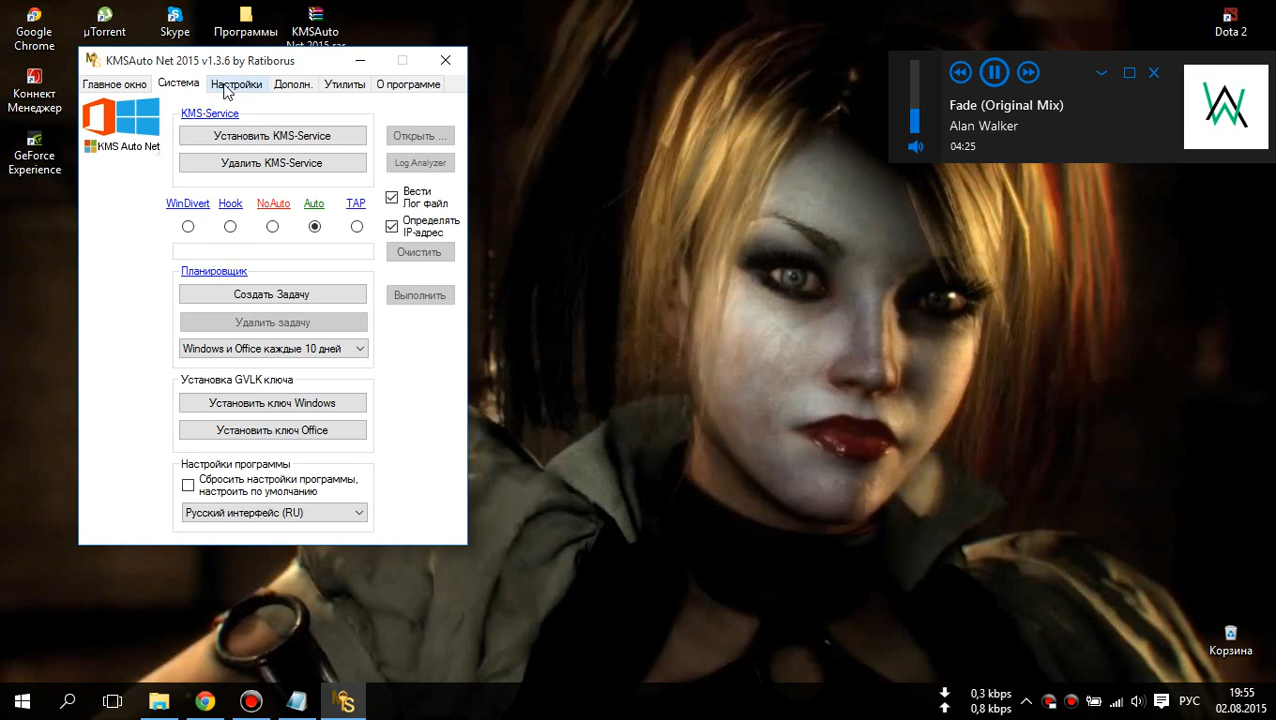 Google
Chrome
µTorrent
Skype
Программы
KMSAuto
Net 2015.rar
Коннект
Менеджер
GeForce
Experience
Dota 2
KMSAuto Net 2015 v1.3.6 by Ratiborus
Главное окно
Система
Настройки
Дополн.
Утилиты
О программе
KMS Auto Net
KMS-Service
Установить KMS-Service
Открыть ...
Удалить KMS-Service
Log Analyzer
Вести
Лог файл
WinDivert
Hook
NoAuto
Auto
TAP
Определять
IP-адрес
Очистить
Планировщик
Создать Задачу
Выполнить
Удалить задачу
Windows и Office каждые 10 дней
Установка GVLK ключа
Установить ключ Windows
Установить ключ Office
Настройки программы
Сбросить настройки программы,
настроить по умолчанию
Русский интерфейс (RU)
Fade (Original Mix)
Alan Walker
04:25
Корзина
0,3 kbps
0,8 kbps
РУС
19:55
02.08.2015